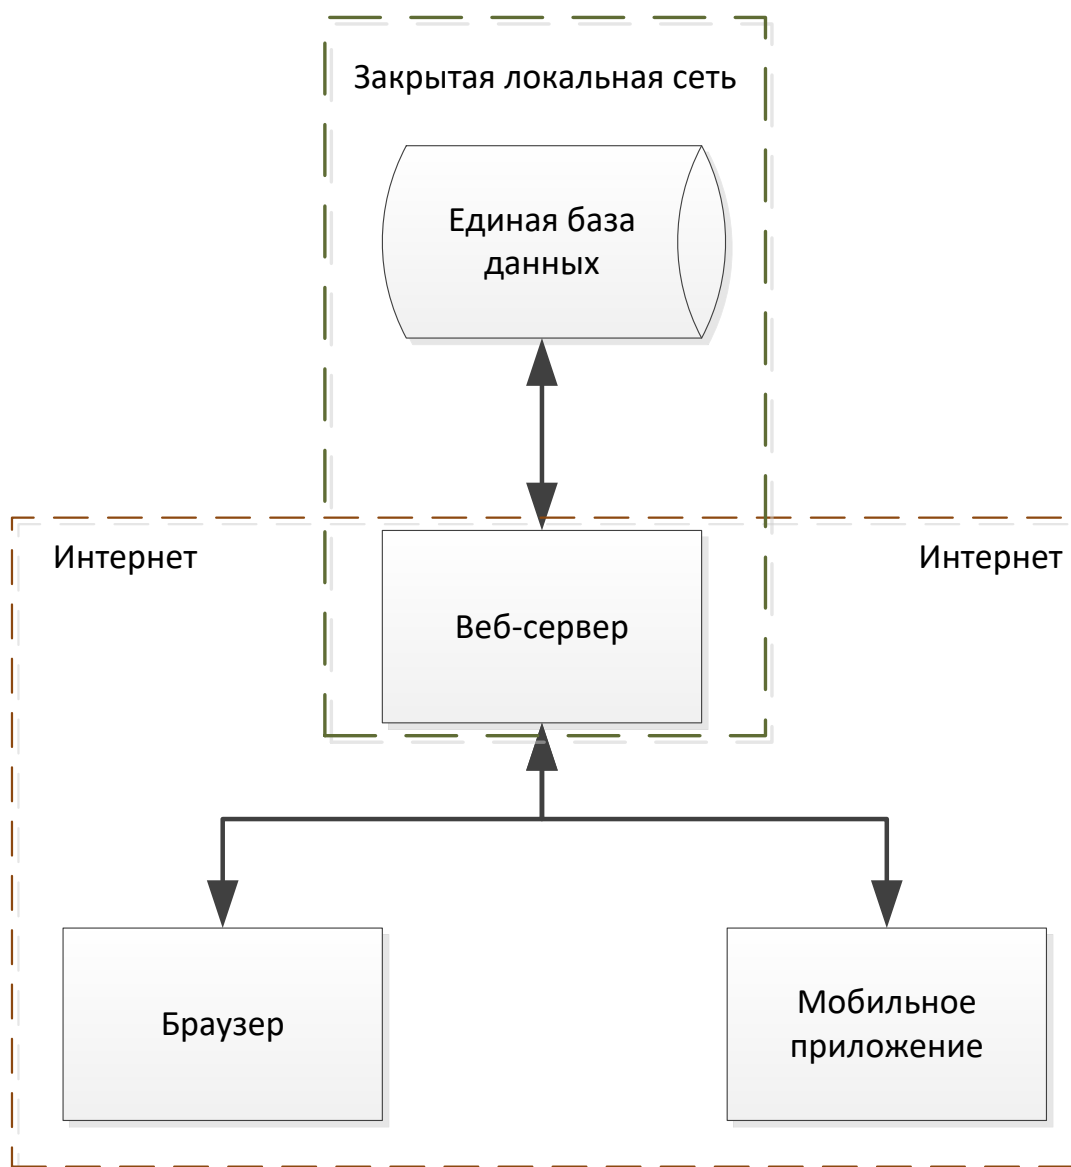 Закрытая локальная сеть
Единая база
данных
Интернет
Интернет
Веб-сервер
Браузер
Мобильное
приложение